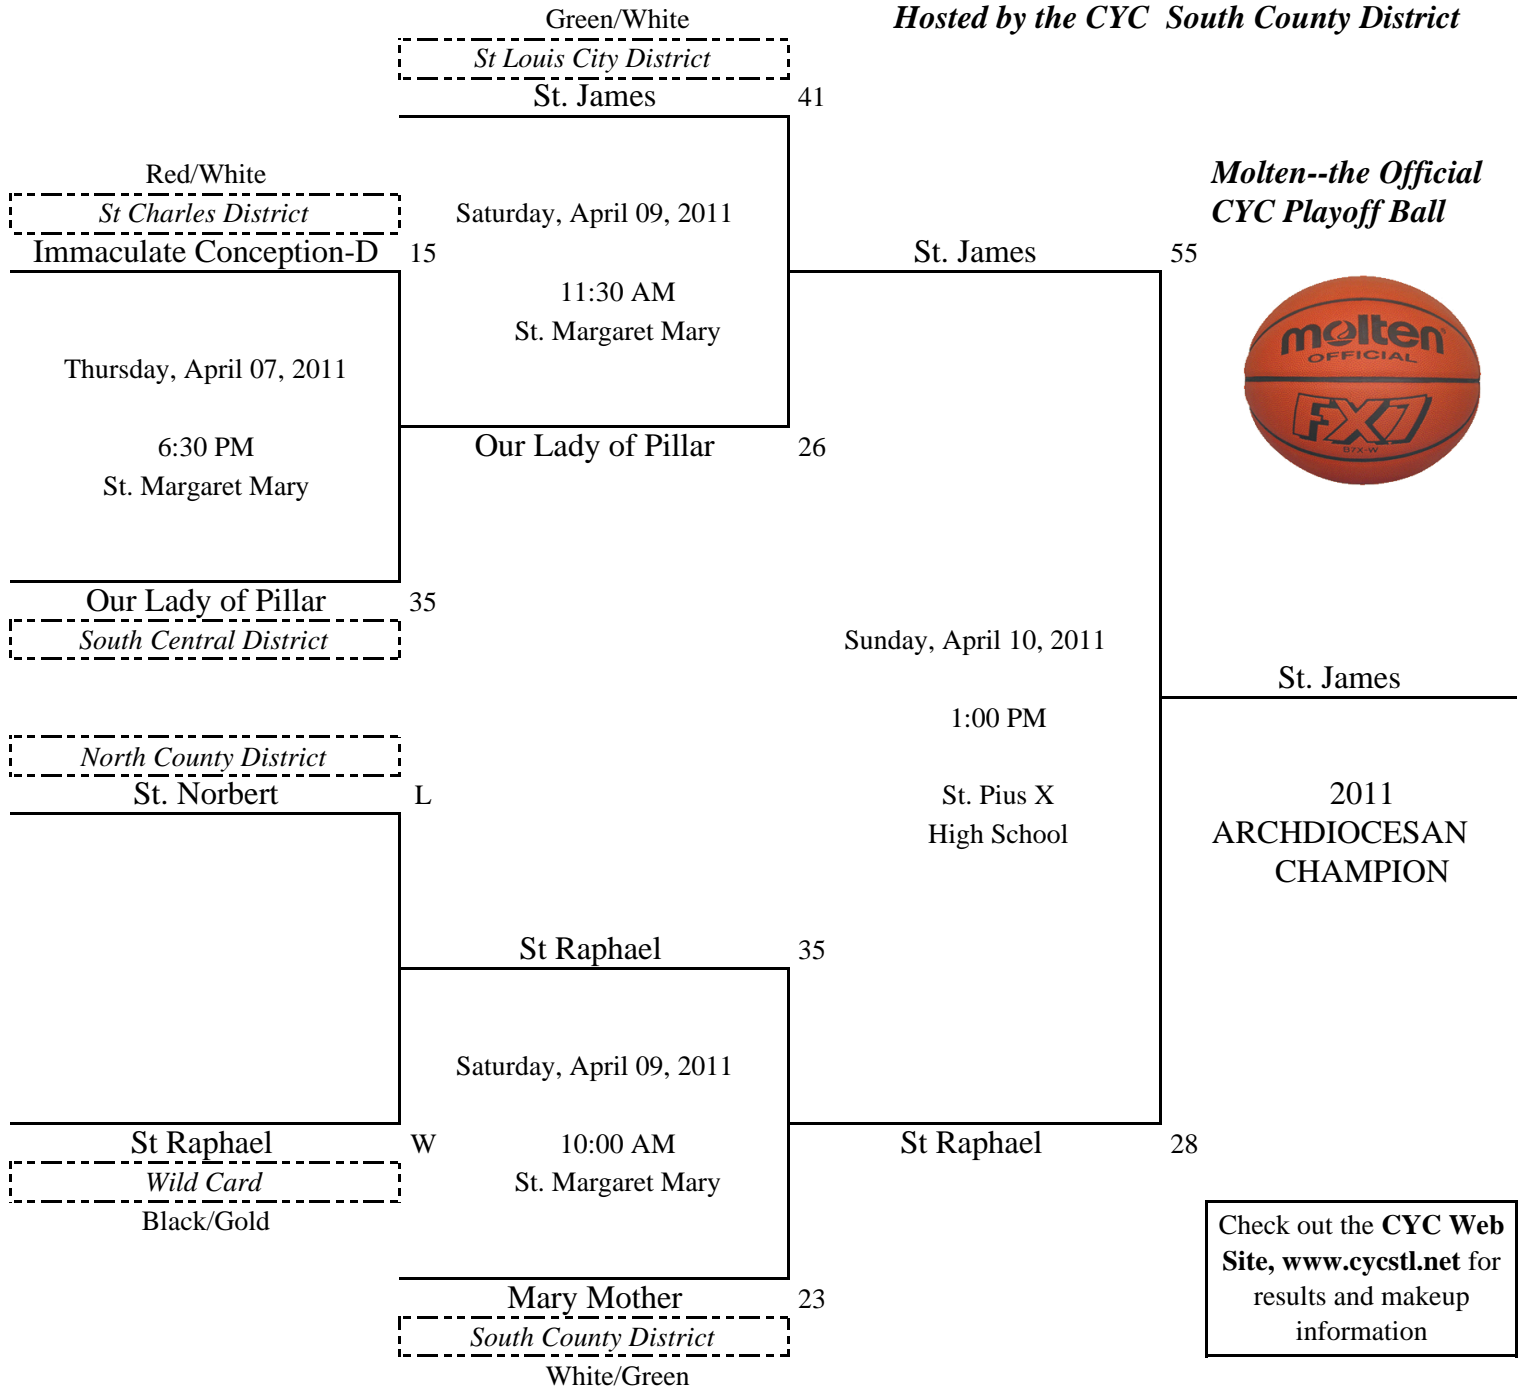 Green/White
Hosted by the CYC South County District
St Louis City District
St. James 41
Red/White
St Charles District
Immaculate Conception-D 15
Saturday, April 09, 2011
11:30 AM
St. Margaret Mary
Thursday, April 07, 2011
6:30 PM
St. Margaret Mary
Our Lady of Pillar 26
Our Lady of Pillar 35
South Central District
St. James 55
Molten--the Official
CYC Playoff Ball
molten
OFFICIAL
FX7
B7X-W
Sunday, April 10, 2011
1:00 PM
St. Pius X
High School
St. James
2011
ARCHDIOCESAN
CHAMPION
North County District
St. Norbert L
St Raphael 35
Saturday, April 09, 2011
10:00 AM
St. Margaret Mary
St Raphael W
Wild Card
Black/Gold
St Raphael 28
Mary Mother 23
South County District
White/Green
Check out the CYC Web
Site, www.cycstl.net for
results and makeup
information